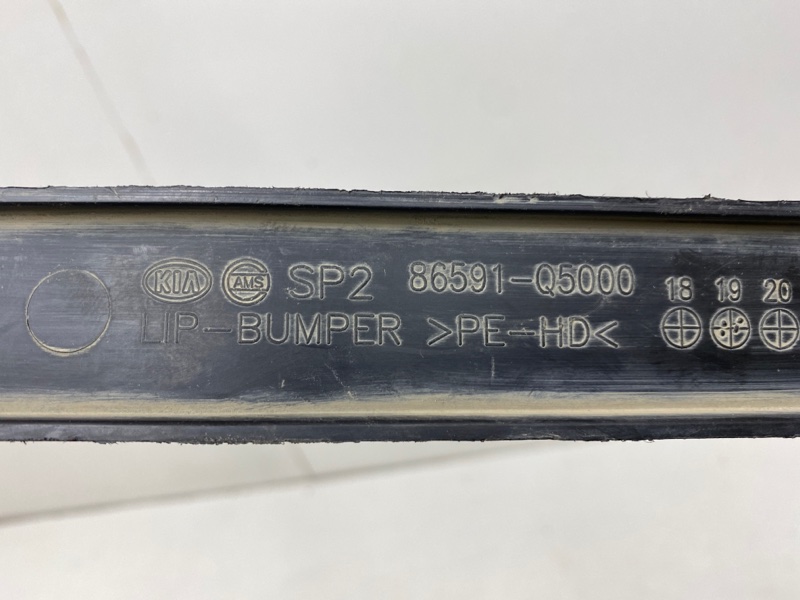 KIA AMS SP2 86591-Q5000 18 19 20
LIP-BUMPER >PE-HD<